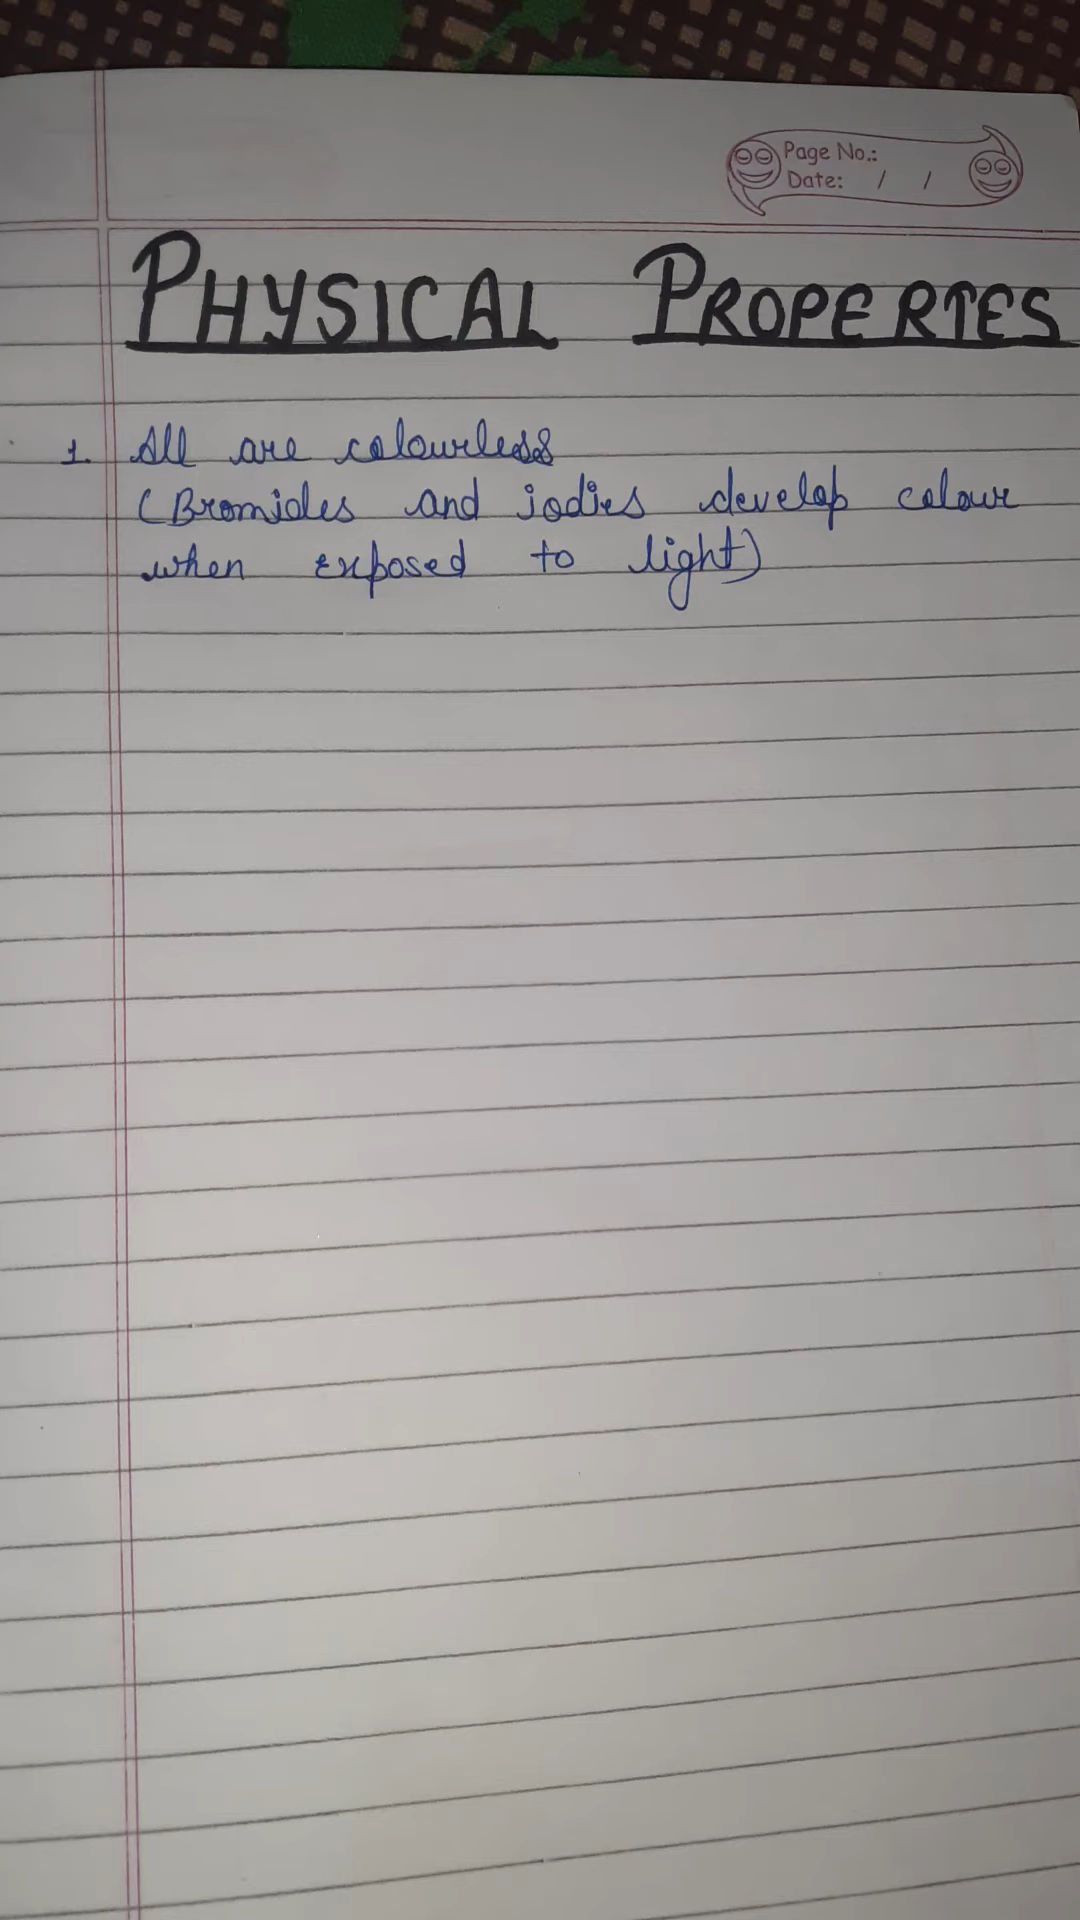 Page No.:
Date: / /
PHYSICAL PROPERTES
1. All are colourless
(Bromides and iodies develop colour
when exposed to light)